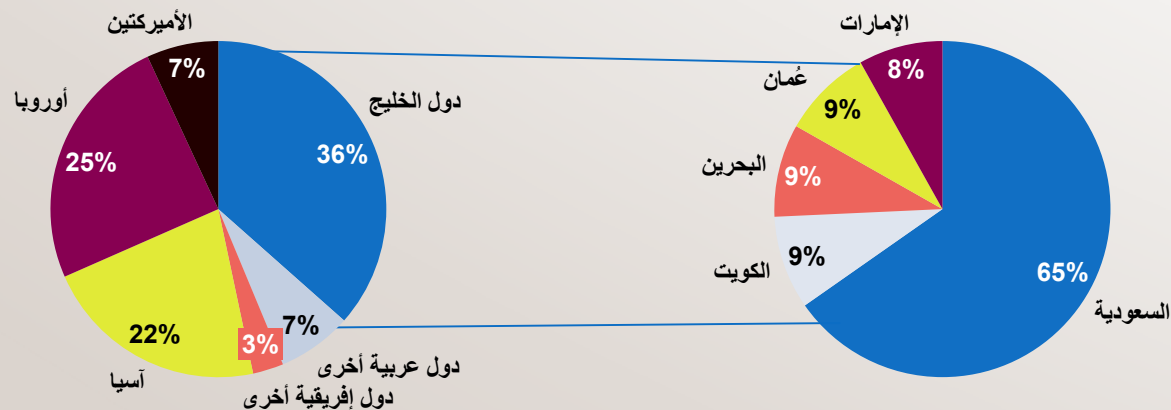 الأميركتين
7%
أوروبا
25%
دول الخليج
36%
22%
آسيا
3%
7%
دول عربية أخرى
دول إفريقية أخرى
الإمارات
8%
عُمان
9%
البحرين
9%
الكويت
9%
65%
السعودية